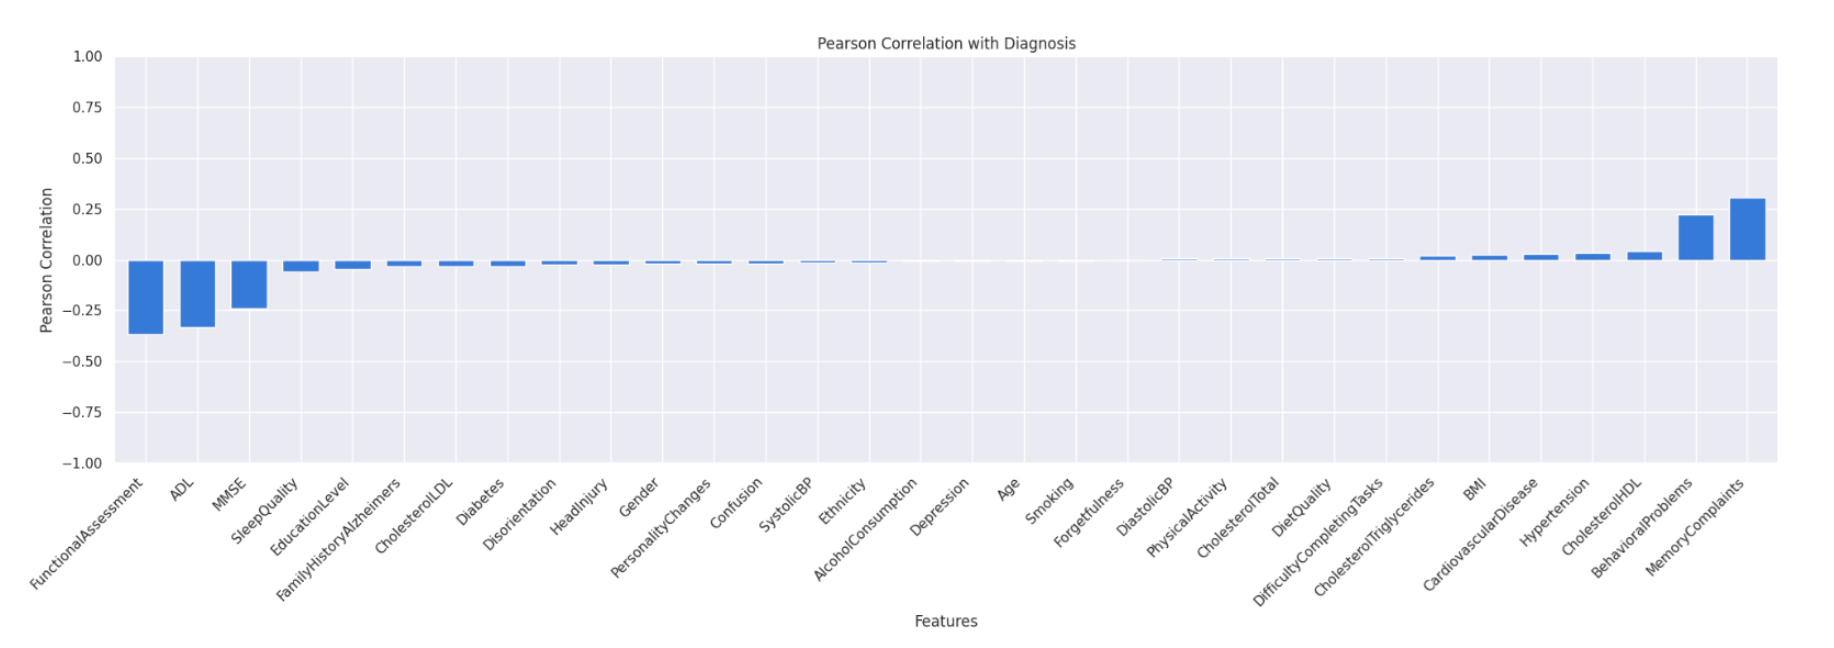 Pearson Correlation with Diagnosis
1.00
0.75
0.50
0.25
0.00
−0.25
−0.50
−0.75
−1.00
Pearson Correlation
FunctionalAssessment
ADL
MMSE
SleepQuality
EducationLevel
FamilyHistoryAlzheimers
CholesterolLDL
Diabetes
Disorientation
HeadInjury
Gender
PersonalityChanges
Confusion
SystolicBP
Ethnicity
AlcoholConsumption
Depression
Age
Smoking
Forgetfulness
DiastolicBP
PhysicalActivity
CholesterolTotal
DietQuality
DifficultyCompletingTasks
CholesterolTriglycerides
BMI
CardiovascularDisease
Hypertension
CholesterolHDL
BehavioralProblems
MemoryComplaints
Features